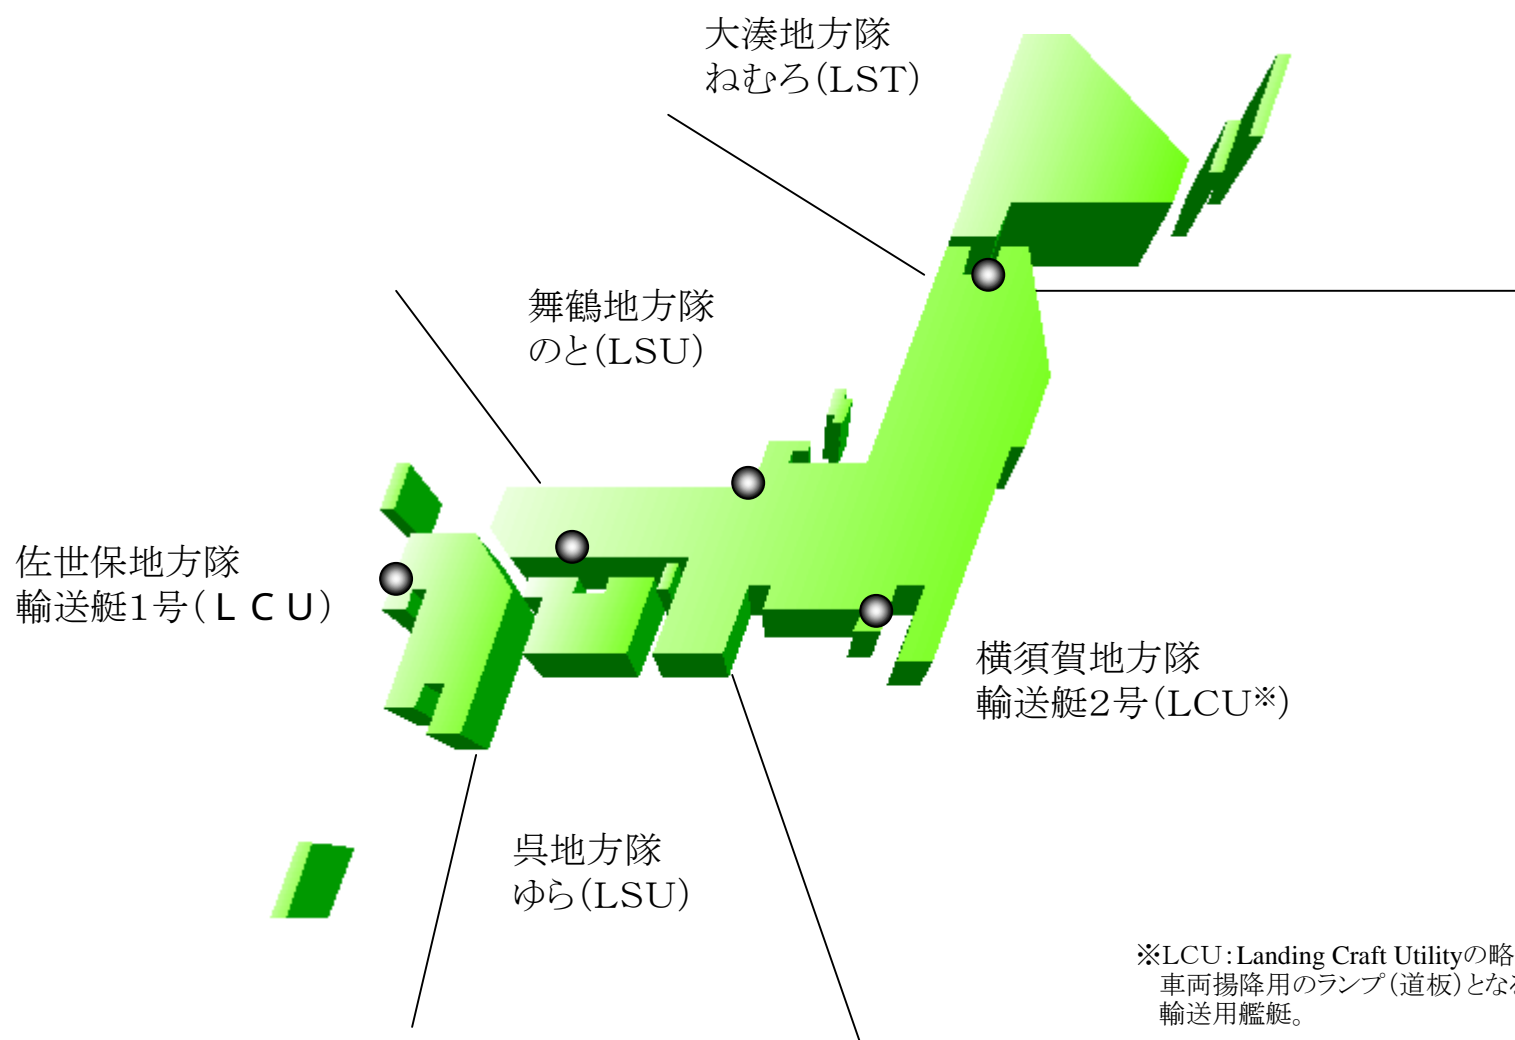 大湊地方隊
ねむろ(LST)
舞鶴地方隊
のと(LSU)
佐世保地方隊
輸送艇1号(ＬＣＵ)
横須賀地方隊
輸送艇2号(LCU※)
呉地方隊
ゆら(LSU)
※LCU：Landing Craft Utilityの略
車両揚降用のランプ(道板)となる
輸送用艦艇。